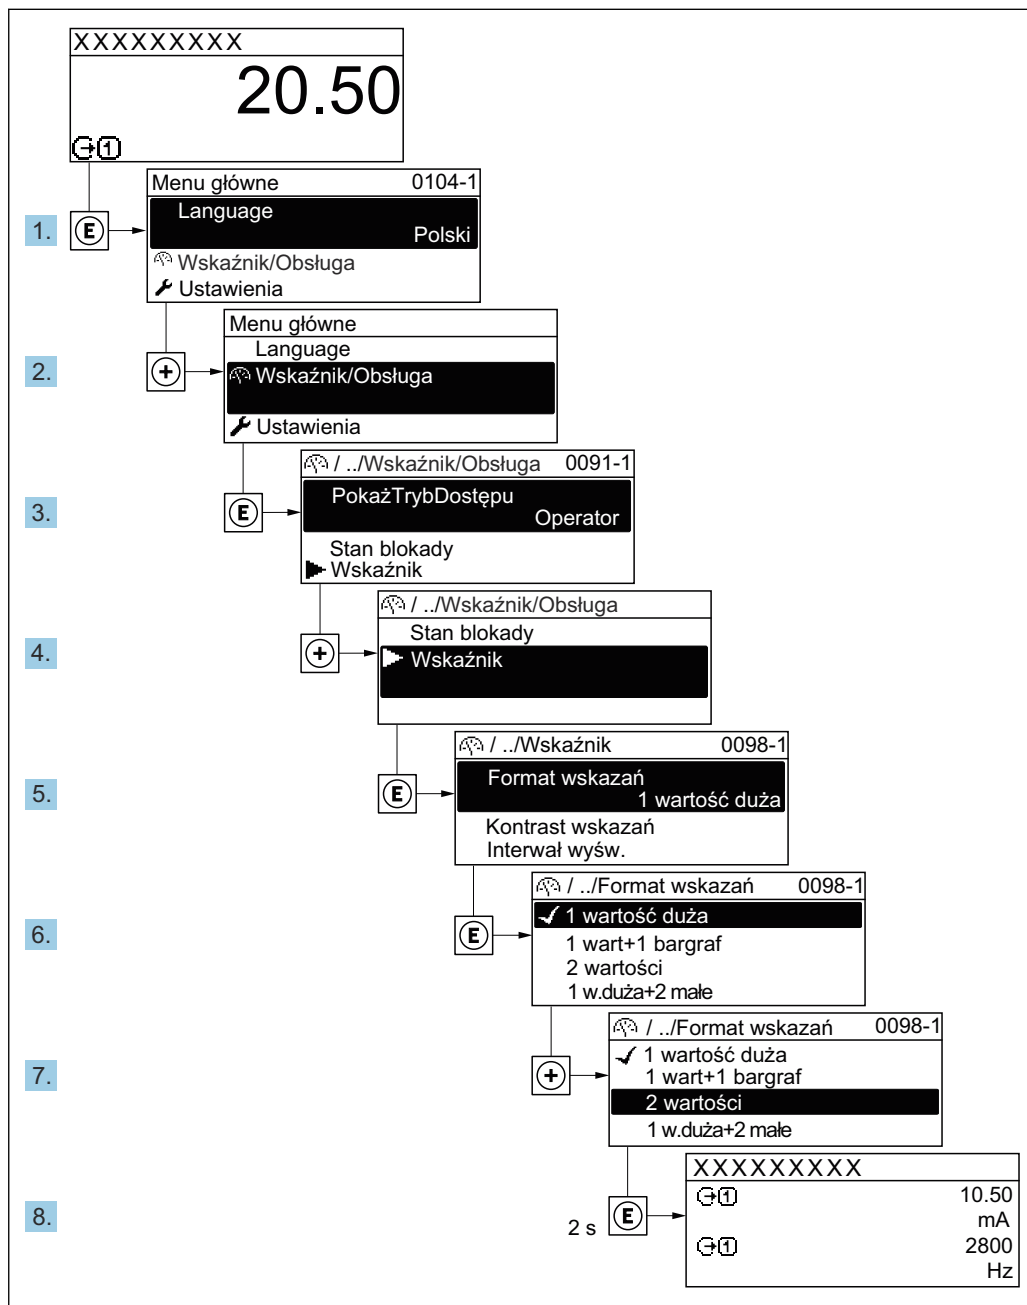 XXXXXXXXX
20.50
1
Menu główne 0104-1
1. E Language
Polski
Wskaźnik/Obsługa
Ustawienia
Menu główne
Language
2. + Wskaźnik/Obsługa
Ustawienia
/ ../Wskaźnik/Obsługa 0091-1
PokażTrybDostępu
3. E Operator
Stan blokady
Wskaźnik
/ ../Wskaźnik/Obsługa
Stan blokady
4. + Wskaźnik
/ ../Wskaźnik 0098-1
Format wskazań
5. E 1 wartość duża
Kontrast wskazań
Interwał wyśw.
/ ../Format wskazań 0098-1
1 wartość duża
6. E 1 wart+1 bargraf
2 wartości
1 w.duża+2 małe
/ ../Format wskazań 0098-1
1 wartość duża
7. + 1 wart+1 bargraf
2 wartości
1 w.duża+2 małe
XXXXXXXXX
1 10.50
8. 2 s E mA
1 2800
Hz